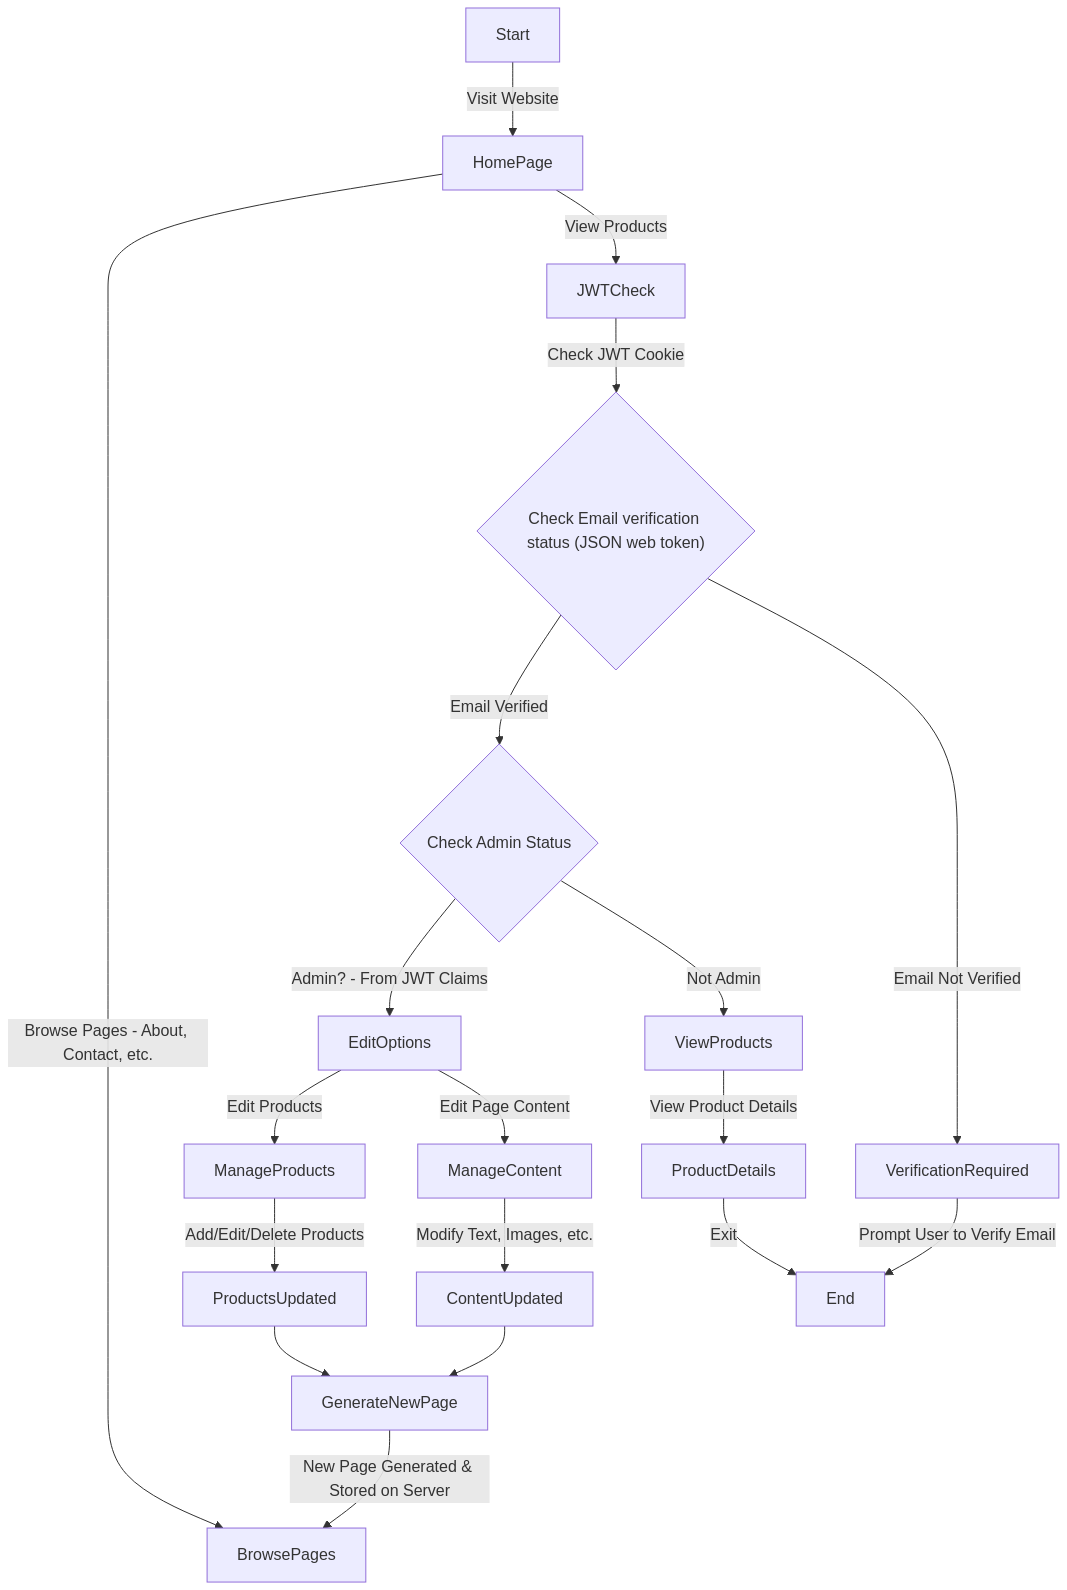 Start
Visit Website
HomePage
View Products
JWTCheck
Check JWT Cookie
Check Email verification
status (JSON web token)
Email Verified
Check Admin Status
Admin? - From JWT Claims
Not Admin
Email Not Verified
Browse Pages - About,
Contact, etc.
EditOptions
ViewProducts
Edit Products
Edit Page Content
View Product Details
ManageProducts
ManageContent
ProductDetails
VerificationRequired
Add/Edit/Delete Products
Modify Text, Images, etc.
Exit
Prompt User to Verify Email
ProductsUpdated
ContentUpdated
End
GenerateNewPage
New Page Generated &
Stored on Server
BrowsePages